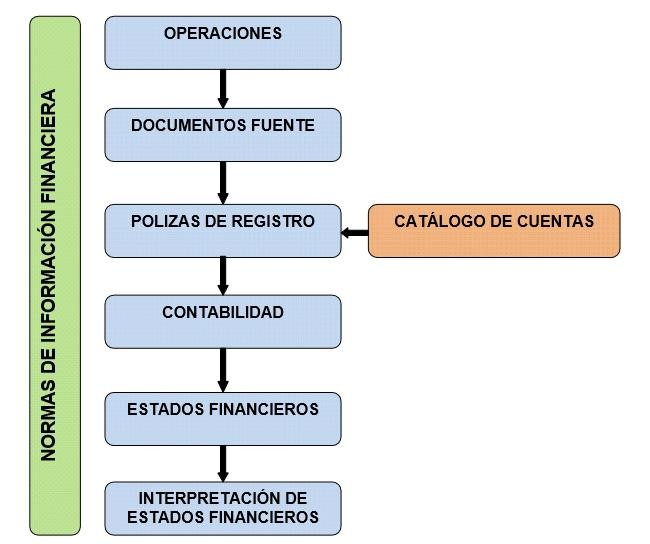 NORMAS DE INFORMACIÓN FINANCIERA
OPERACIONES
DOCUMENTOS FUENTE
POLIZAS DE REGISTRO
CATÁLOGO DE CUENTAS
CONTABILIDAD
ESTADOS FINANCIEROS
INTERPRETACIÓN DE
ESTADOS FINANCIEROS